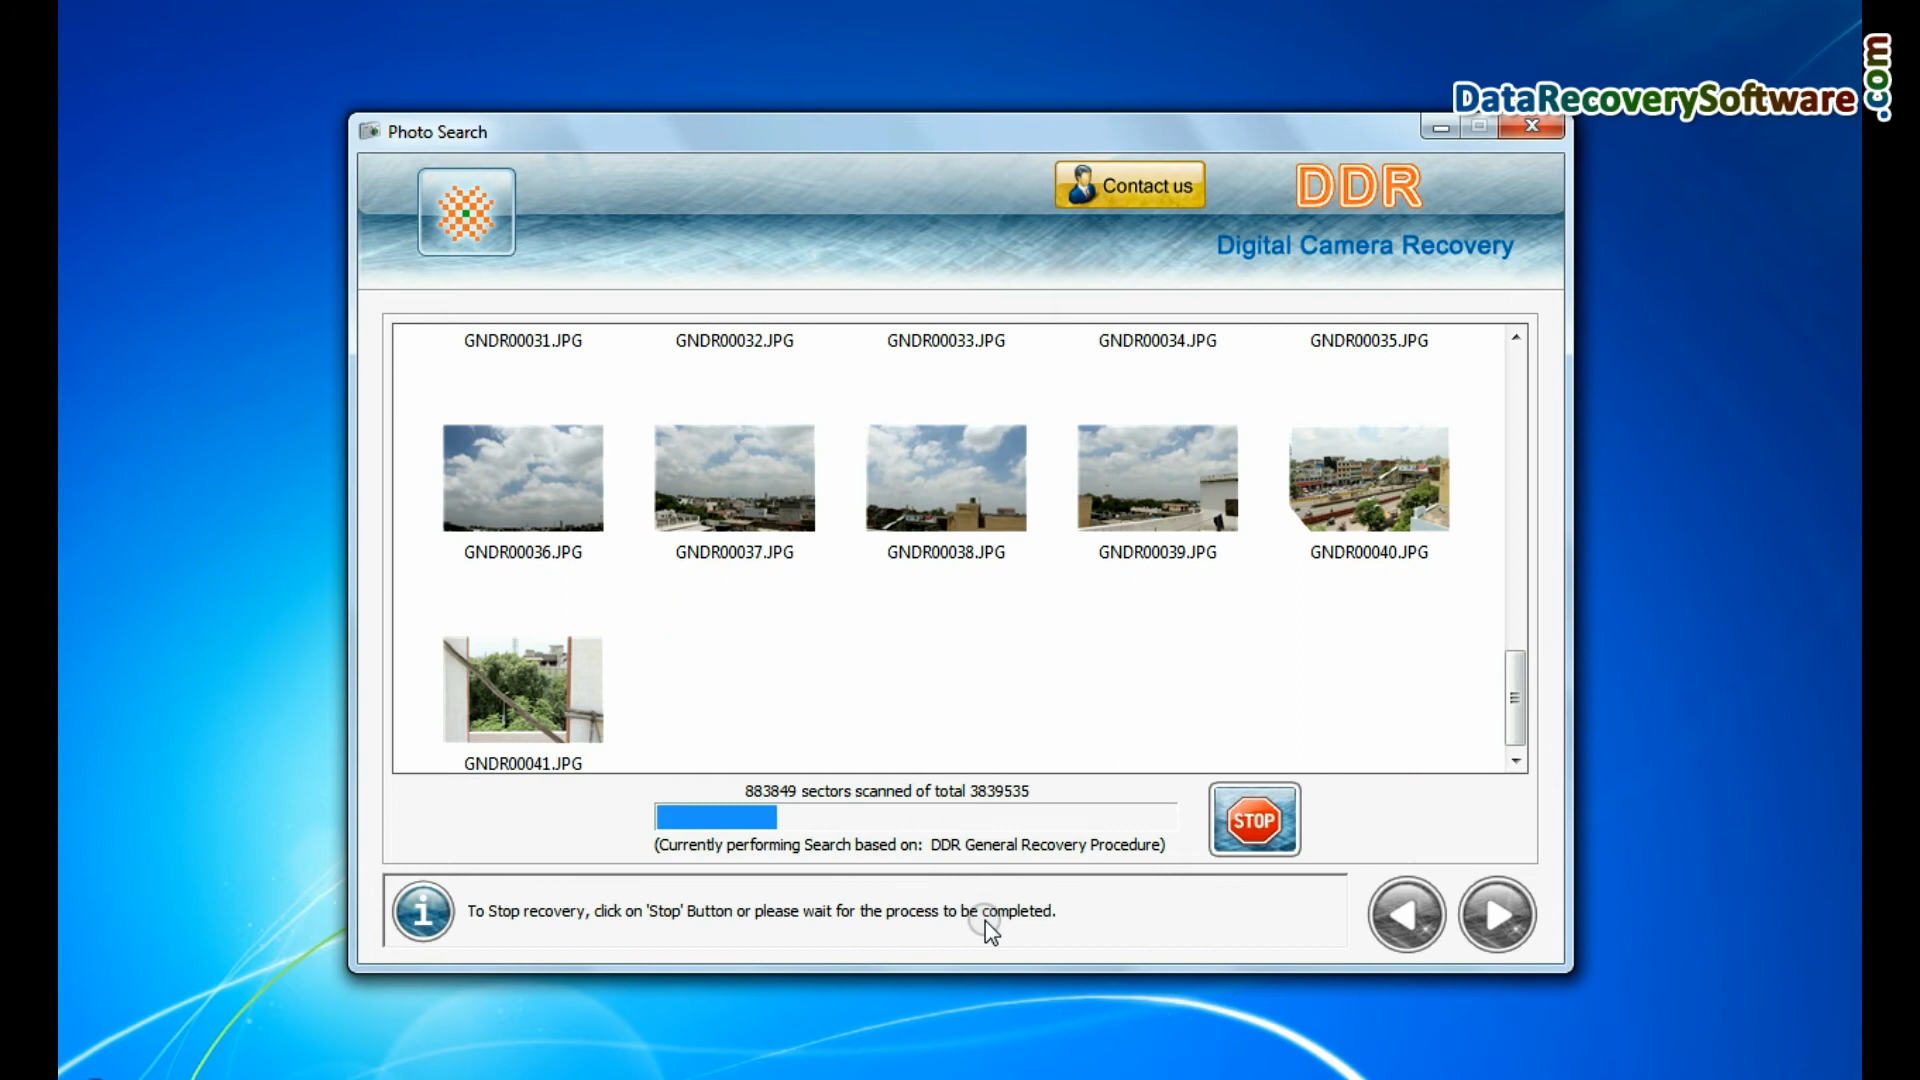 DataRecoverySoftware.com
Photo Search
Contact us
DDR
Digital Camera Recovery
GNDR00031.JPG GNDR00032.JPG GNDR00033.JPG GNDR00034.JPG GNDR00035.JPG
GNDR00036.JPG GNDR00037.JPG GNDR00038.JPG GNDR00039.JPG GNDR00040.JPG
GNDR00041.JPG
883849 sectors scanned of total 3839535
STOP
(Currently performing Search based on: DDR General Recovery Procedure)
To Stop recovery, click on 'Stop' Button or please wait for the process to be completed.